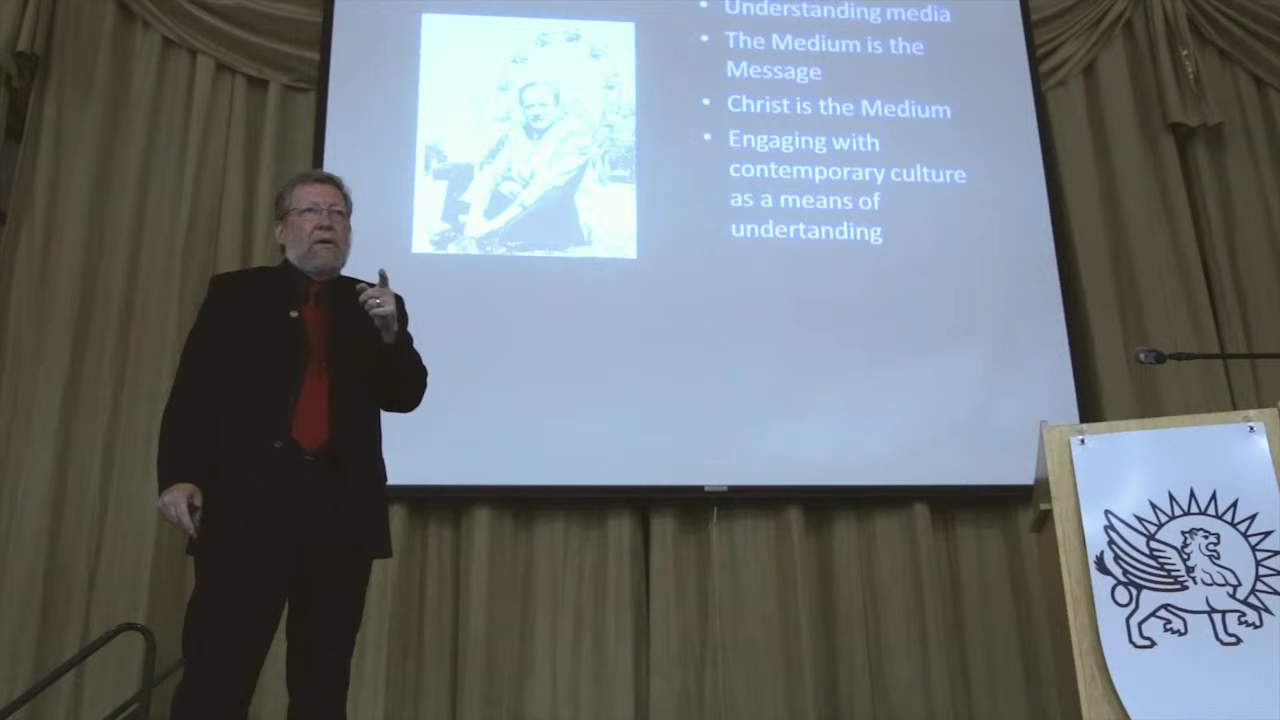 • Understanding media
• The Medium is the
Message
• Christ is the Medium
• Engaging with
contemporary culture
as a means of
undertanding